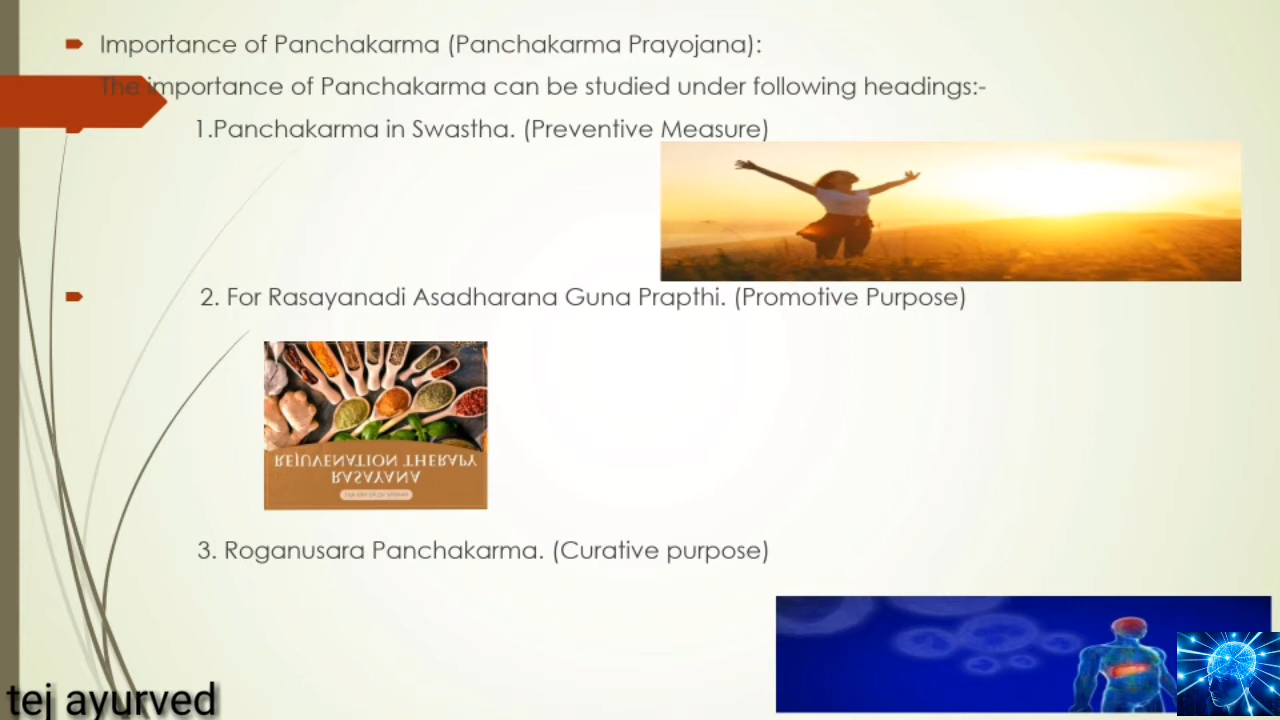 Importance of Panchakarma (Panchakarma Prayojana):
The importance of Panchakarma can be studied under following headings:-
1.Panchakarma in Swastha. (Preventive Measure)
2. For Rasayanadi Asadharana Guna Prapthi. (Promotive Purpose)
REJUVENATION THERAPY
RASAYANA
3. Roganusara Panchakarma. (Curative purpose)
tej ayurved